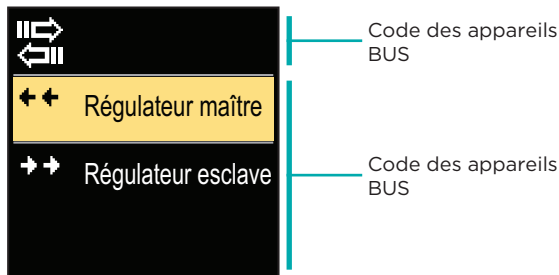 Code des appareils
BUS
Régulateur maître
Régulateur esclave
Code des appareils
BUS